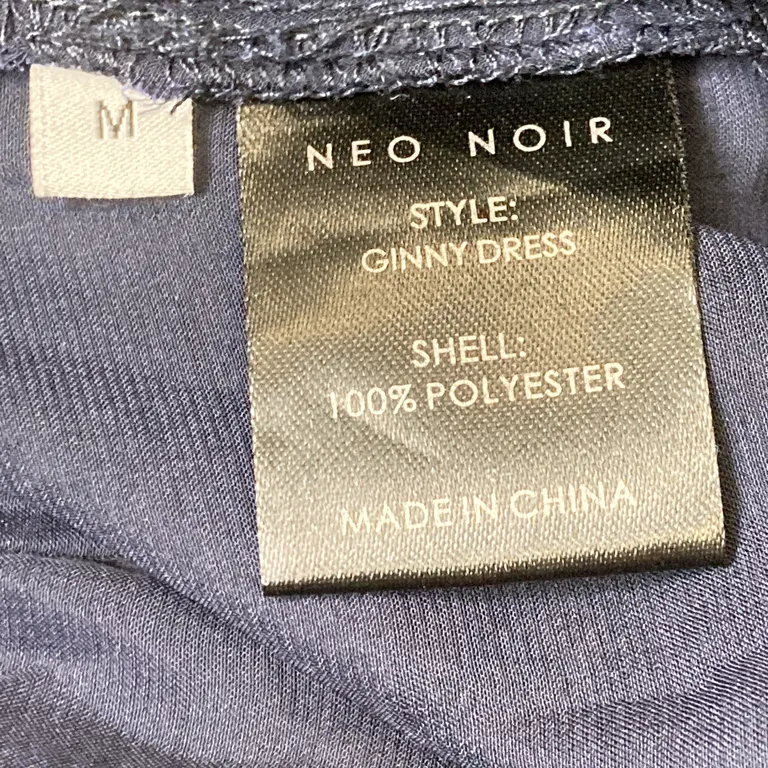 M
NEO NOIR
STYLE:
GINNY DRESS
SHELL:
100% POLYESTER
MADE IN CHINA